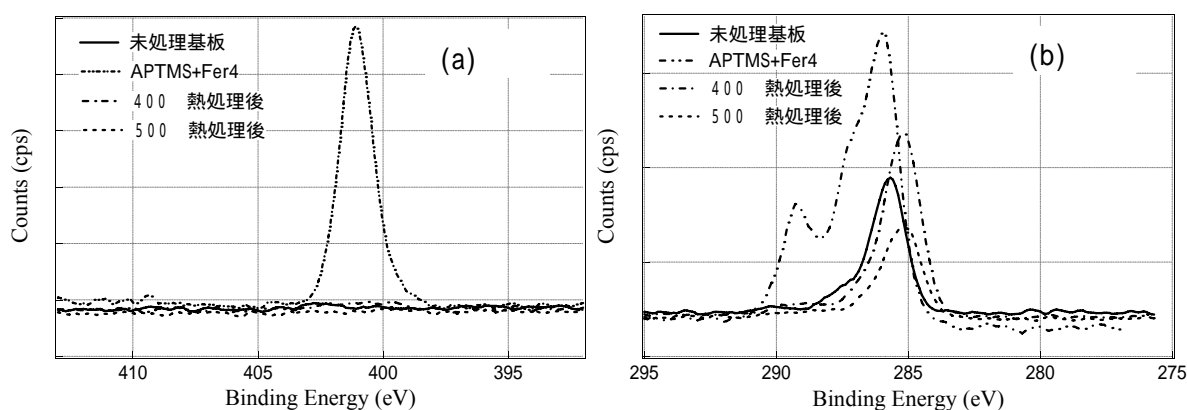 未処理基板
APTMS+Fer4
400 熱処理後
500 熱処理後
(a)
Counts (cps)
410
405
400
395
Binding Energy (eV)
未処理基板
APTMS+Fer4
400 熱処理後
500 熱処理後
(b)
Counts (cps)
295
290
285
280
275
Binding Energy (eV)